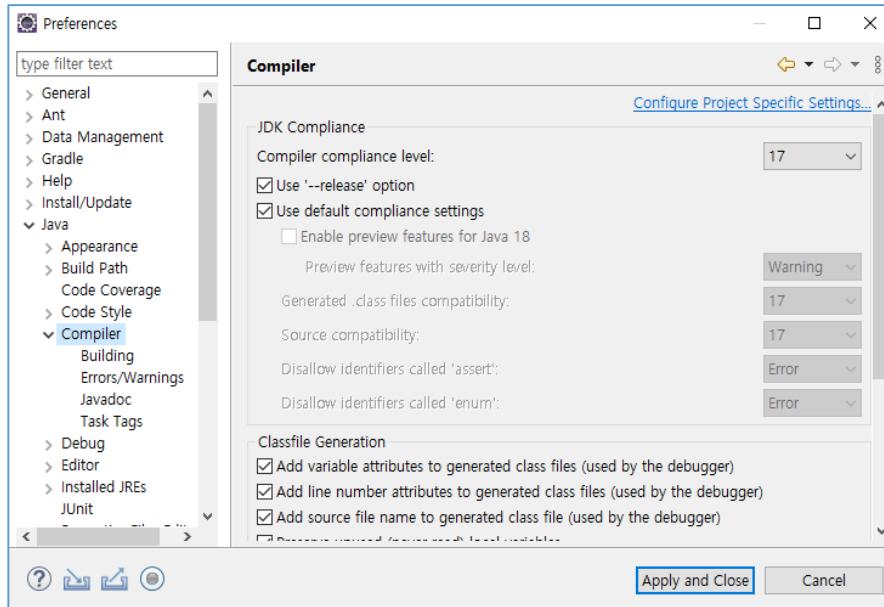 Preferences
type filter text
General
Ant
Data Management
Gradle
Help
Install/Update
Java
Appearance
Build Path
Code Coverage
Code Style
Compiler
Building
Errors/Warnings
Javadoc
Task Tags
Debug
Editor
Installed JREs
JUnit
Compiler
Configure Project Specific Settings...
JDK Compliance
Compiler compliance level: 17
Use '--release' option
Use default compliance settings
Enable preview features for Java 18
Preview features with severity level: Warning
Generated .class files compatibility: 17
Source compatibility: 17
Disallow identifiers called 'assert': Error
Disallow identifiers called 'enum': Error
Classfile Generation
Add variable attributes to generated class files (used by the debugger)
Add line number attributes to generated class files (used by the debugger)
Add source file name to generated class file (used by the debugger)
Preserve unused (never read) local variables
Apply and Close
Cancel